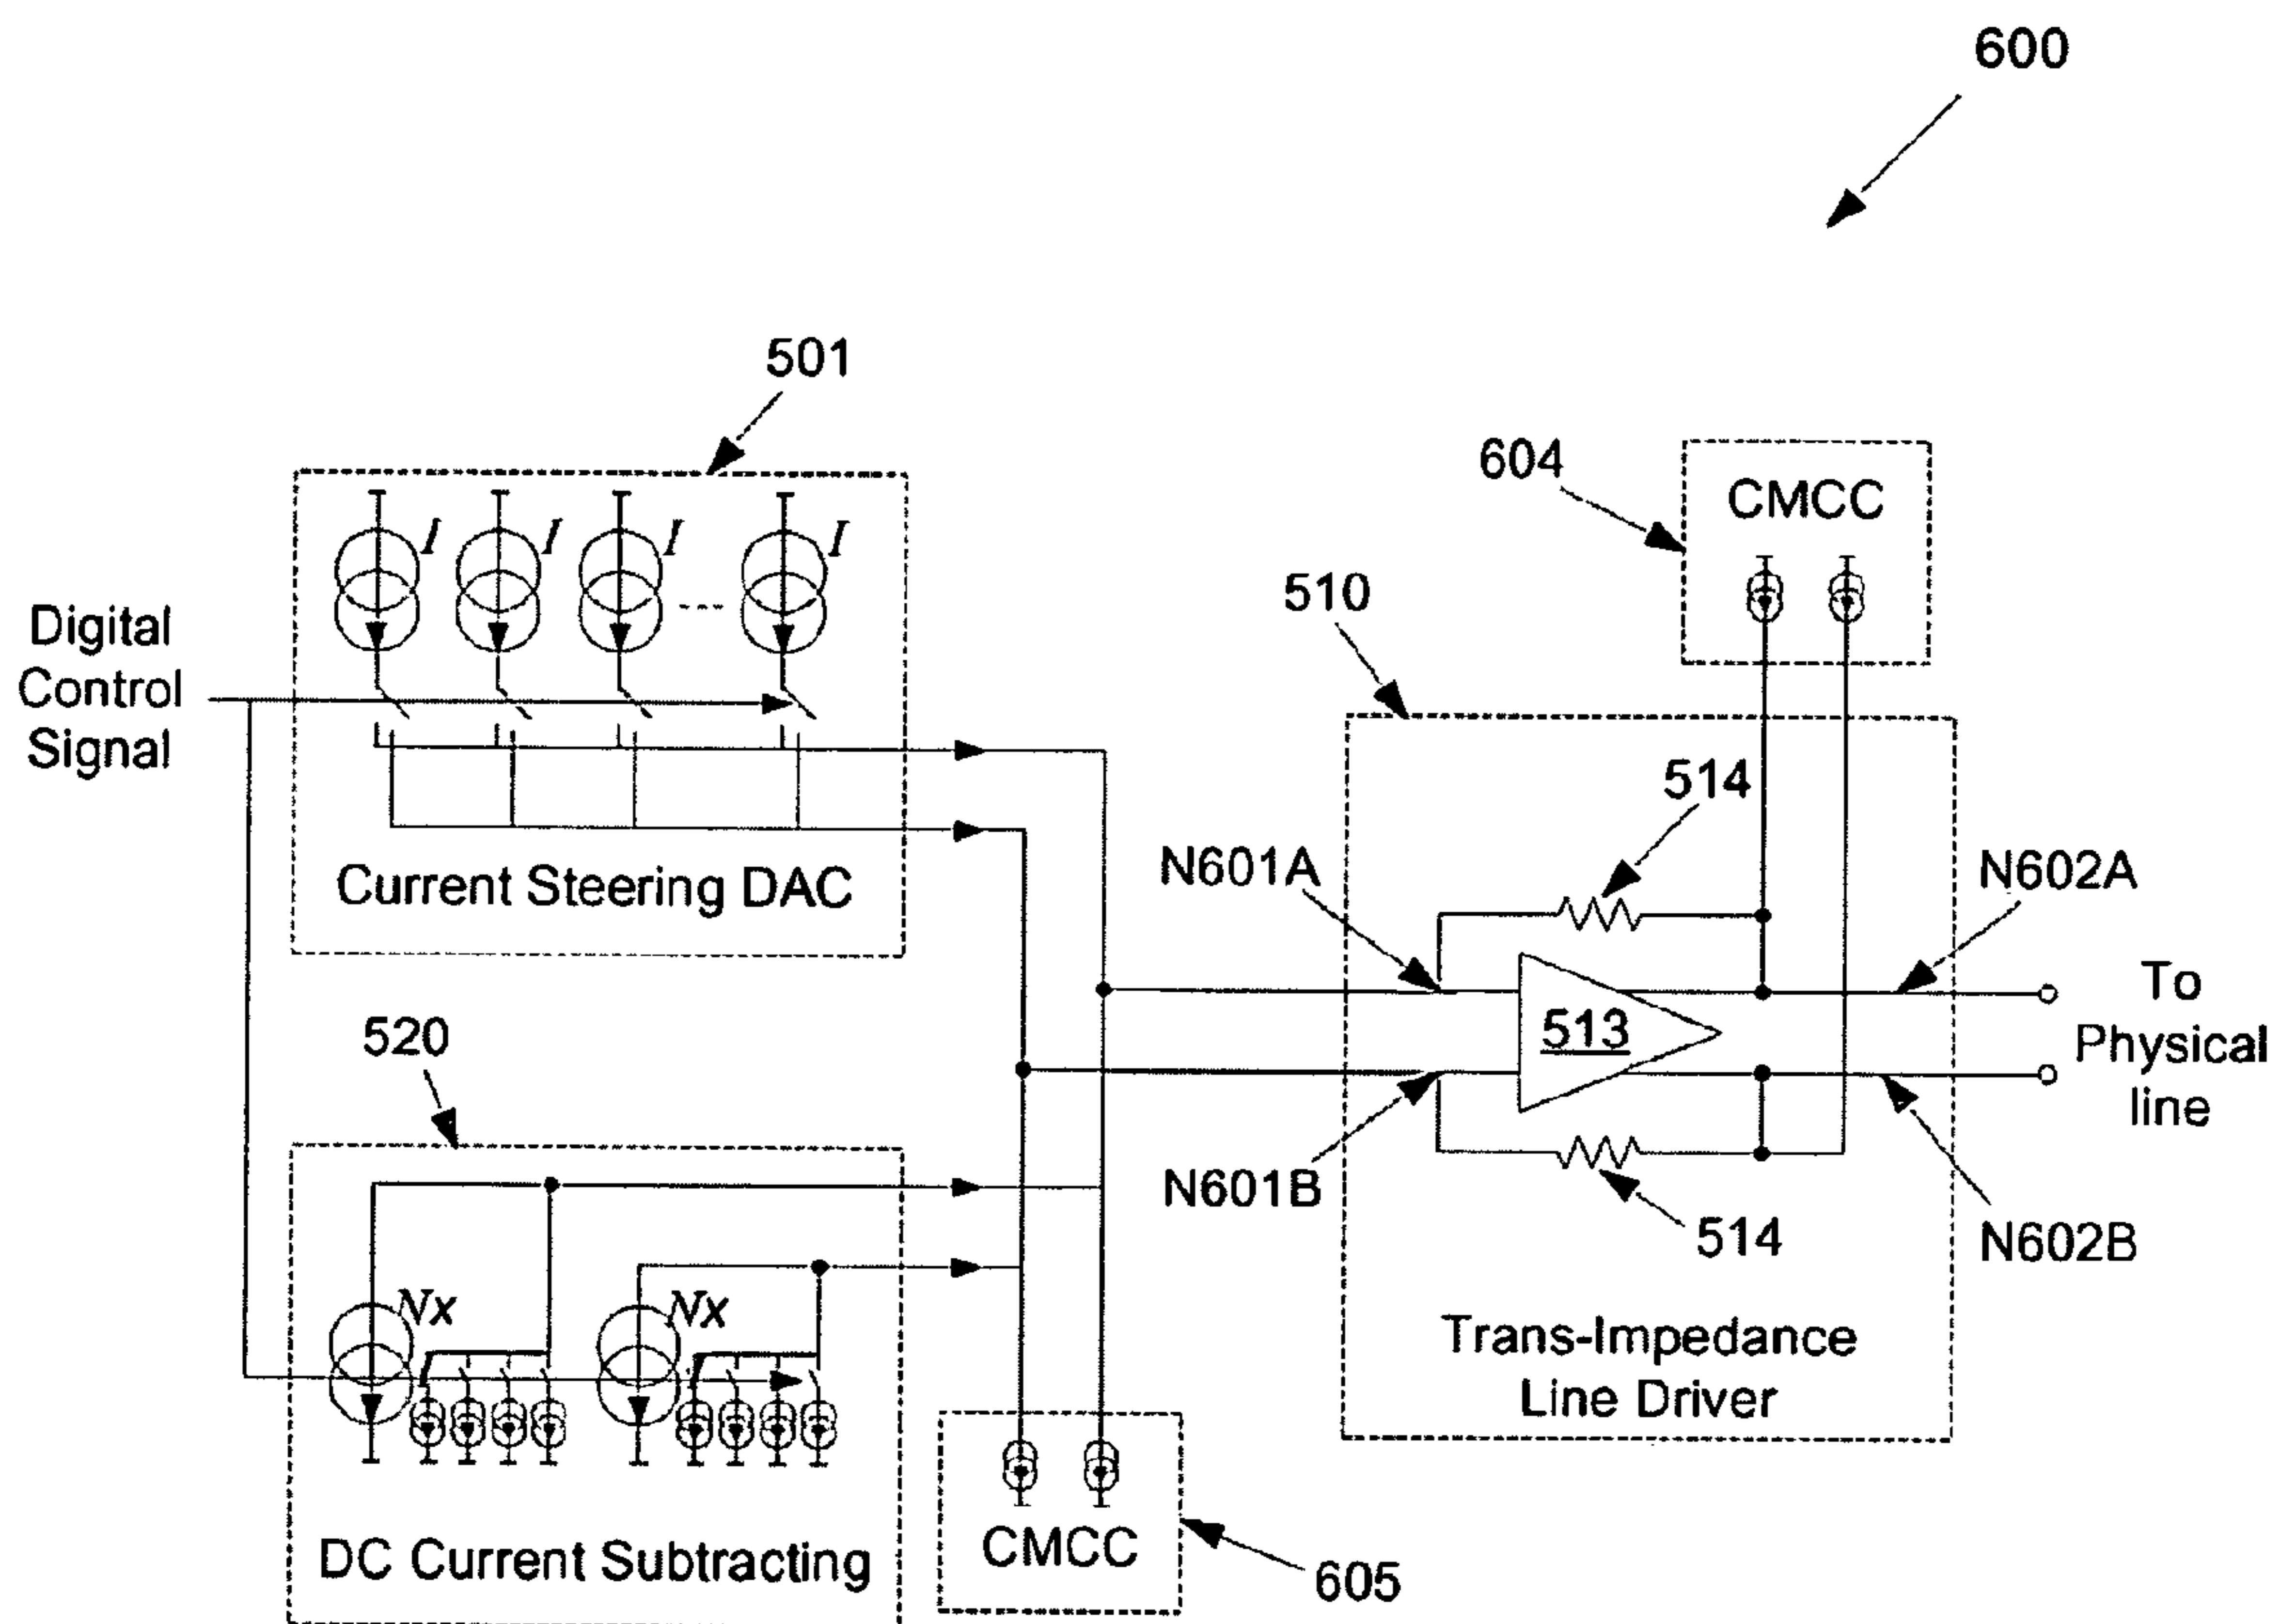 600
501
604
CMCC
I
I
I
I
510
Digital
Control
Signal
514
N601A
N602A
Current Steering DAC
To
Physical
line
513
520
N601B
514
N602B
Nx
Nx
Trans-Impedance
Line Driver
DC Current Subtracting
CMCC
605